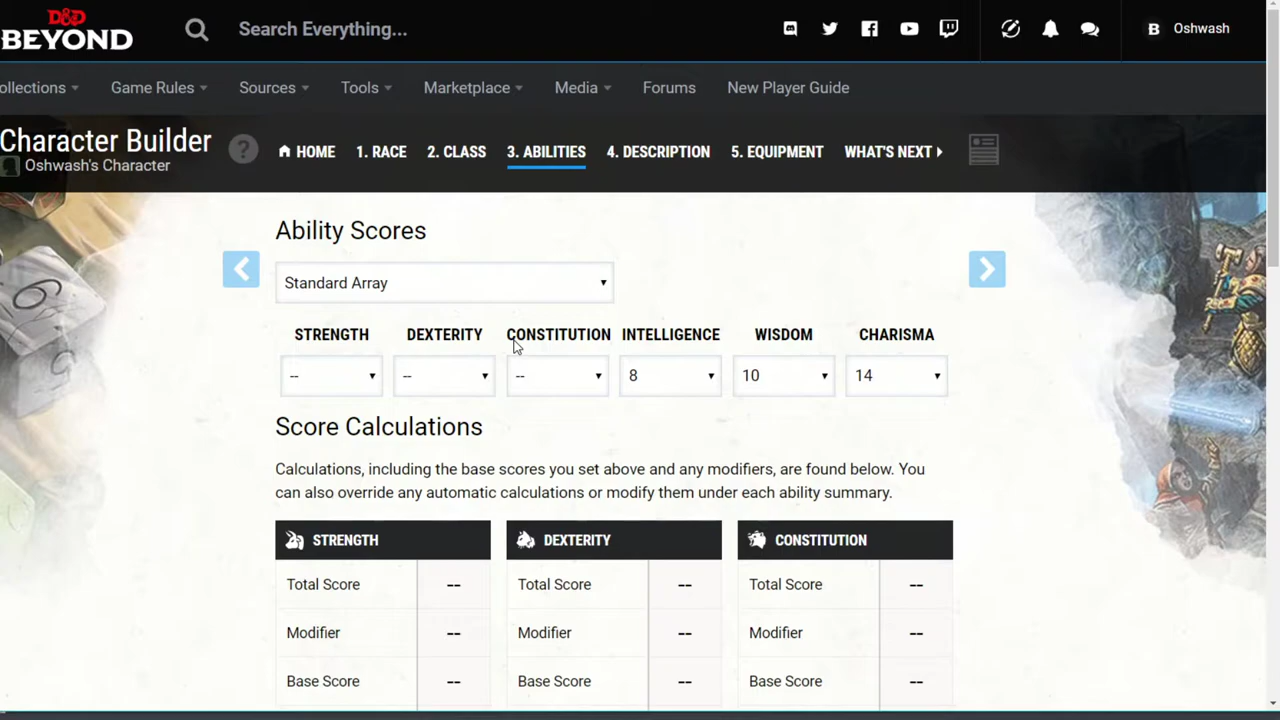 D&D
BEYOND
Search Everything...
B Oshwash
ollections Game Rules Sources Tools Marketplace Media Forums New Player Guide
Character Builder
Oshwash's Character
?
HOME 1. RACE 2. CLASS 3. ABILITIES 4. DESCRIPTION 5. EQUIPMENT WHAT'S NEXT
Ability Scores
Standard Array
STRENGTH DEXTERITY CONSTITUTION INTELLIGENCE WISDOM CHARISMA
-- -- -- 8 10 14
Score Calculations
Calculations, including the base scores you set above and any modifiers, are found below. You
can also override any automatic calculations or modify them under each ability summary.
STRENGTH DEXTERITY CONSTITUTION
Total Score -- Total Score -- Total Score --
Modifier -- Modifier -- Modifier --
Base Score -- Base Score -- Base Score --